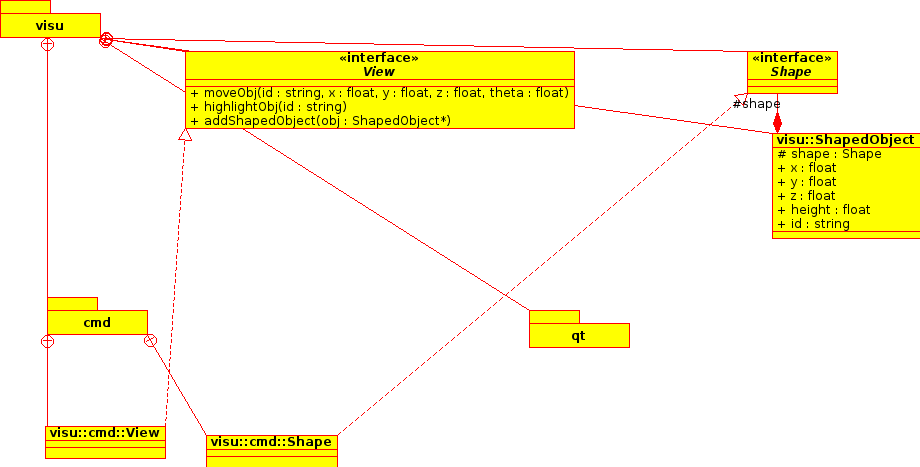 visu
«interface»
View
+ moveObj(id : string, x : float, y : float, z : float, theta : float)
+ highlightObj(id : string)
+ addShapedObject(obj : ShapedObject*)
«interface»
Shape
#shape
visu::ShapedObject
# shape : Shape
+ x : float
+ y : float
+ z : float
+ height : float
+ id : string
cmd
qt
visu::cmd::View
visu::cmd::Shape